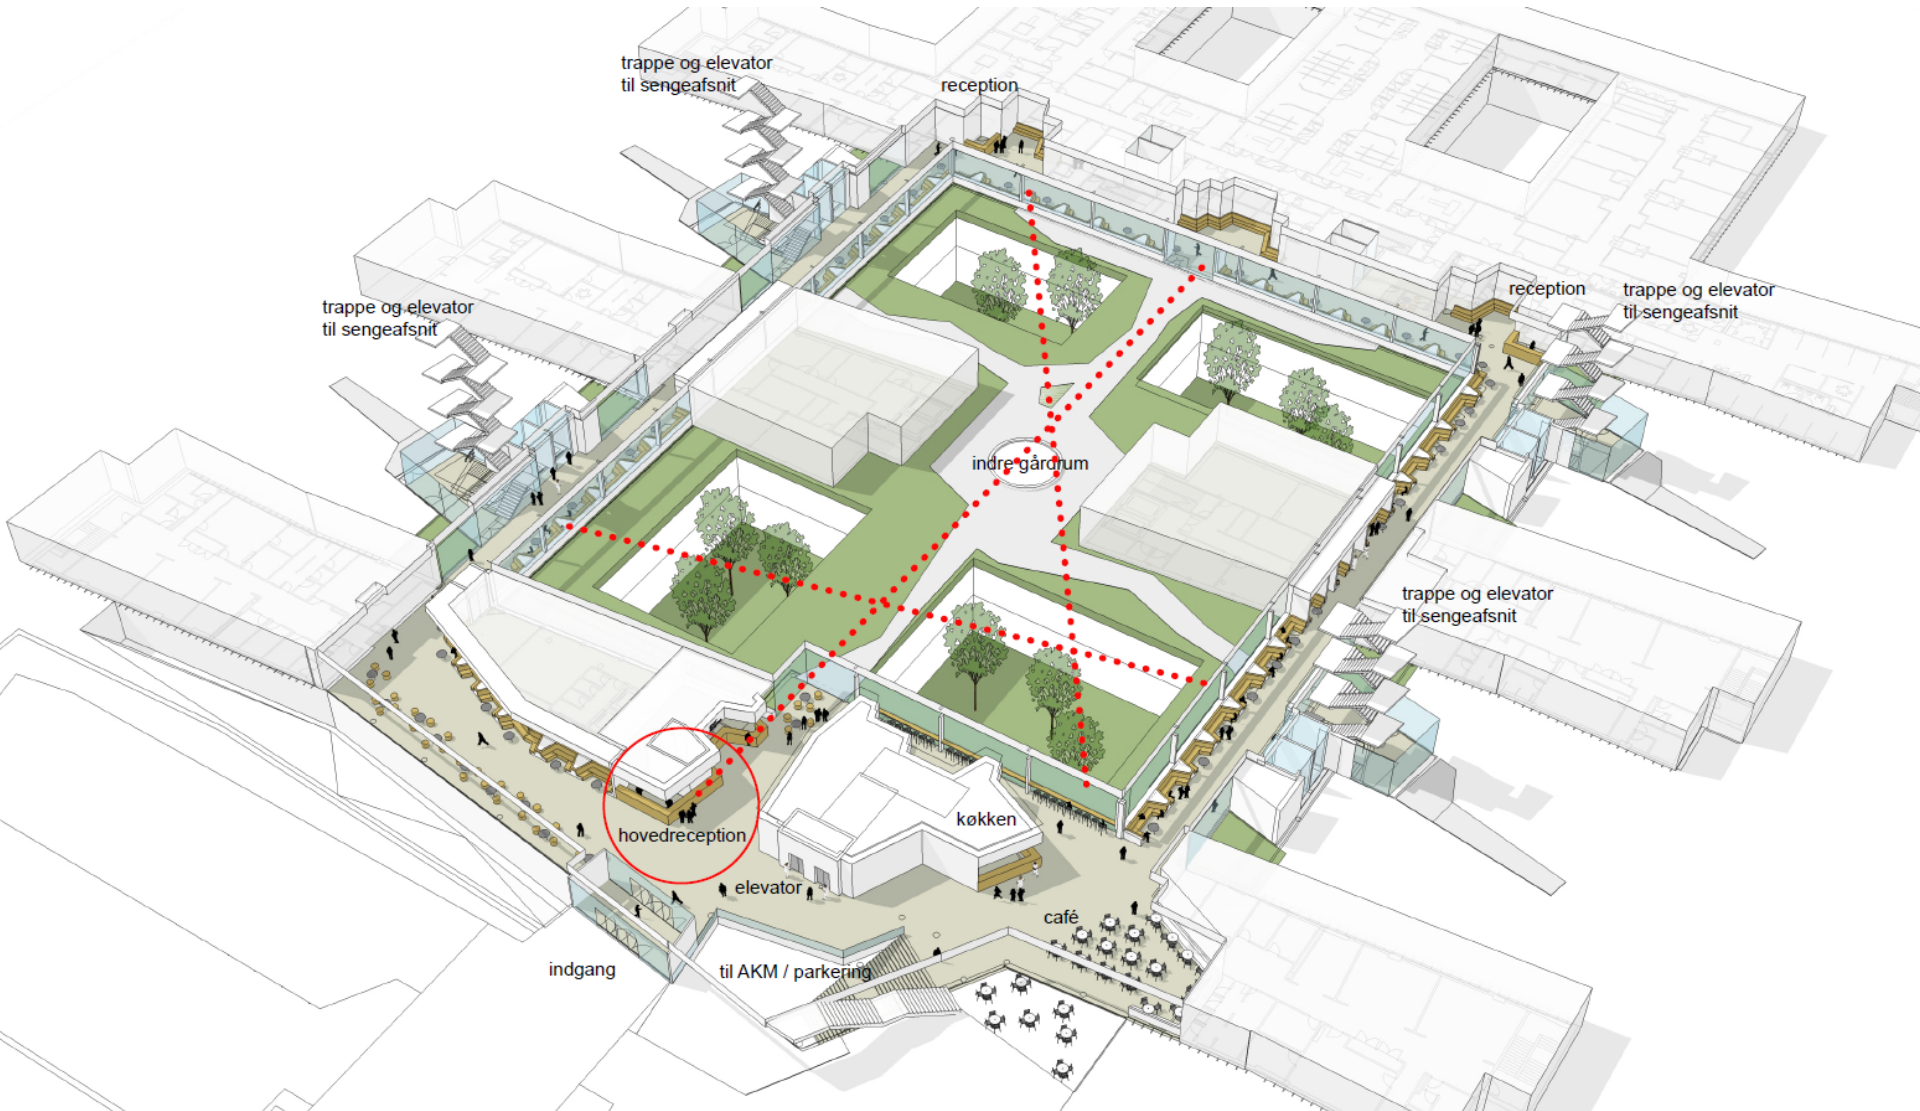 trappe og elevator
til sengeafsnit
reception
trappe og elevator
til sengeafsnit
reception
trappe og elevator
til sengeafsnit
indre gårdrum
trappe og elevator
til sengeafsnit
hovedreception
køkken
elevator
café
indgang
til AKM / parkering